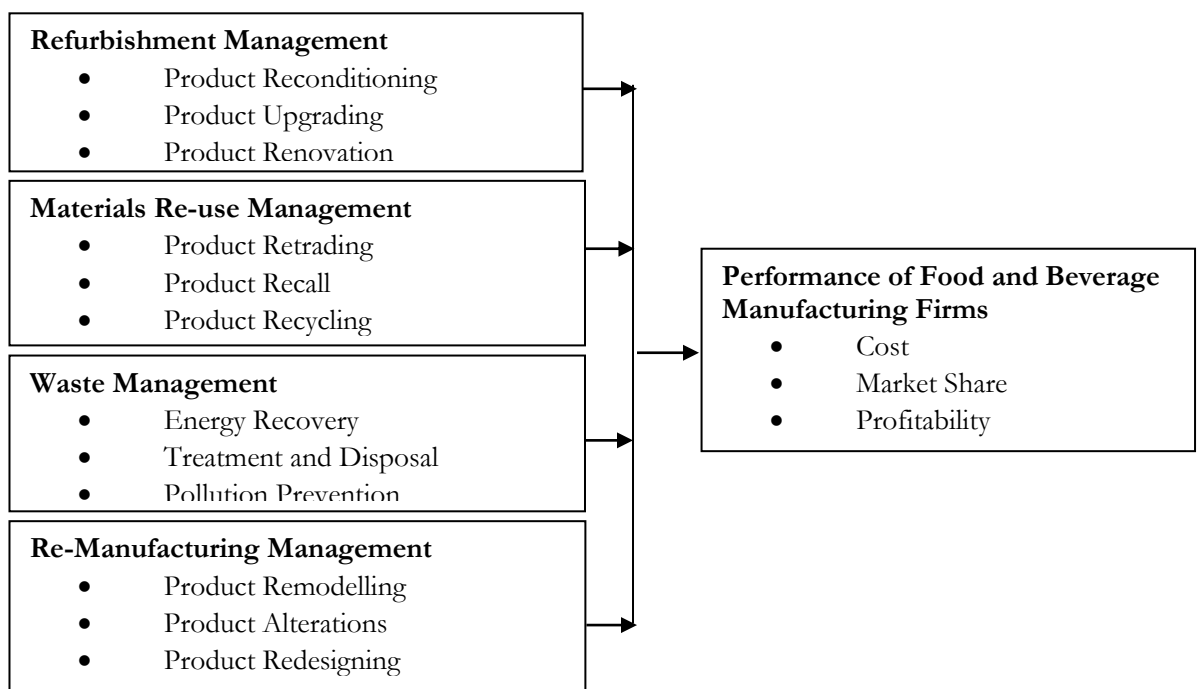 Refurbishment Management
• Product Reconditioning
• Product Upgrading
• Product Renovation
Materials Re-use Management
• Product Retrading
• Product Recall
• Product Recycling
Waste Management
• Energy Recovery
• Treatment and Disposal
• Pollution Prevention
Re-Manufacturing Management
• Product Remodelling
• Product Alterations
• Product Redesigning
Performance of Food and Beverage
Manufacturing Firms
• Cost
• Market Share
• Profitability